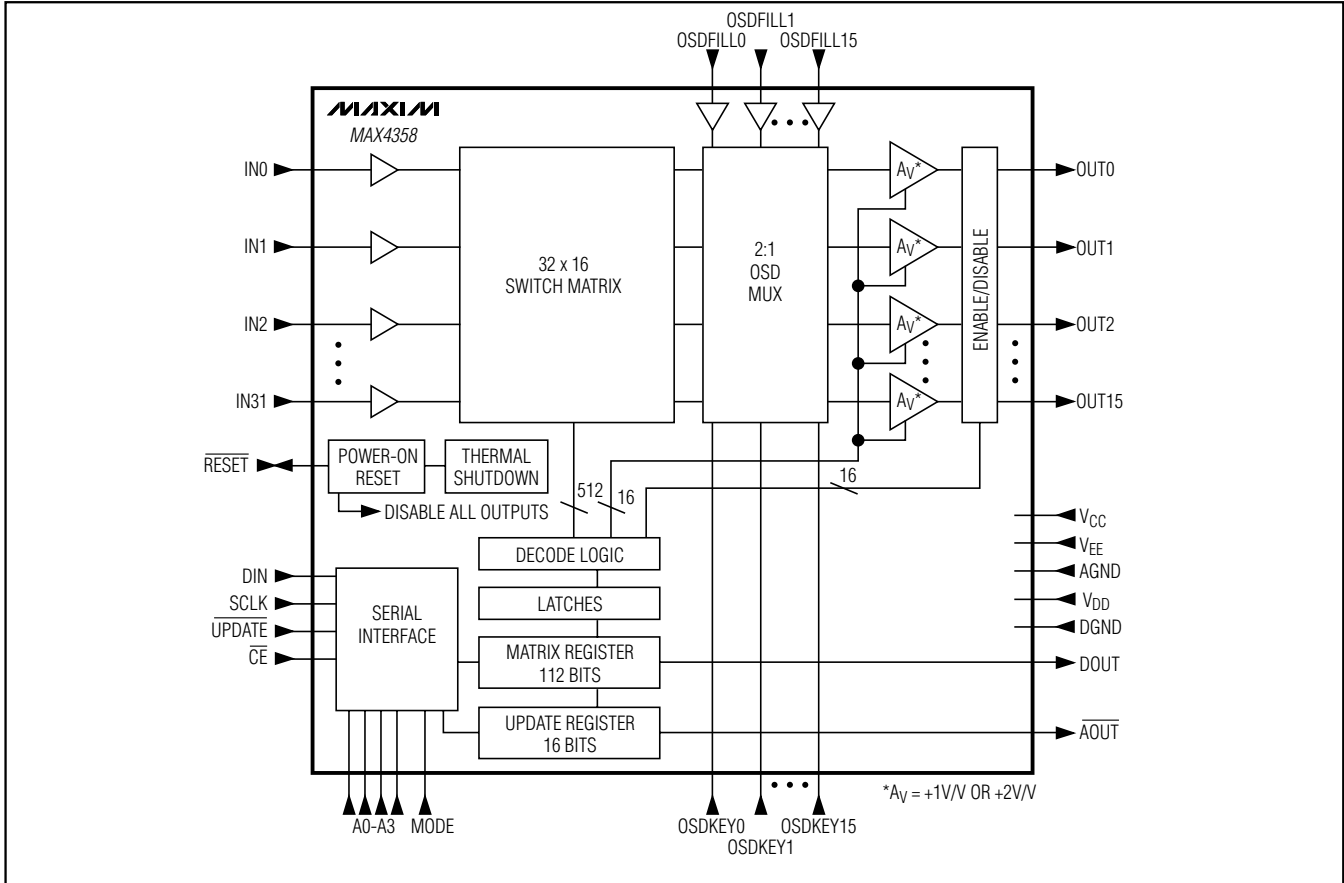 OSDFILL1
OSDFILL0 OSDFILL15
MAXIM
MAX4358
IN0
IN1
IN2
IN31
32 x 16
SWITCH MATRIX
2:1
OSD
MUX
AV*
AV*
AV*
AV*
ENABLE/DISABLE
OUT0
OUT1
OUT2
OUT15
RESET
POWER-ON
RESET
THERMAL
SHUTDOWN
DISABLE ALL OUTPUTS
512
16
16
DECODE LOGIC
LATCHES
MATRIX REGISTER
112 BITS
UPDATE REGISTER
16 BITS
DIN
SCLK
UPDATE
CE
SERIAL
INTERFACE
VCC
VEE
AGND
VDD
DGND
DOUT
AOUT
A0-A3 MODE
OSDKEY0 OSDKEY15
OSDKEY1
*AV = +1V/V OR +2V/V